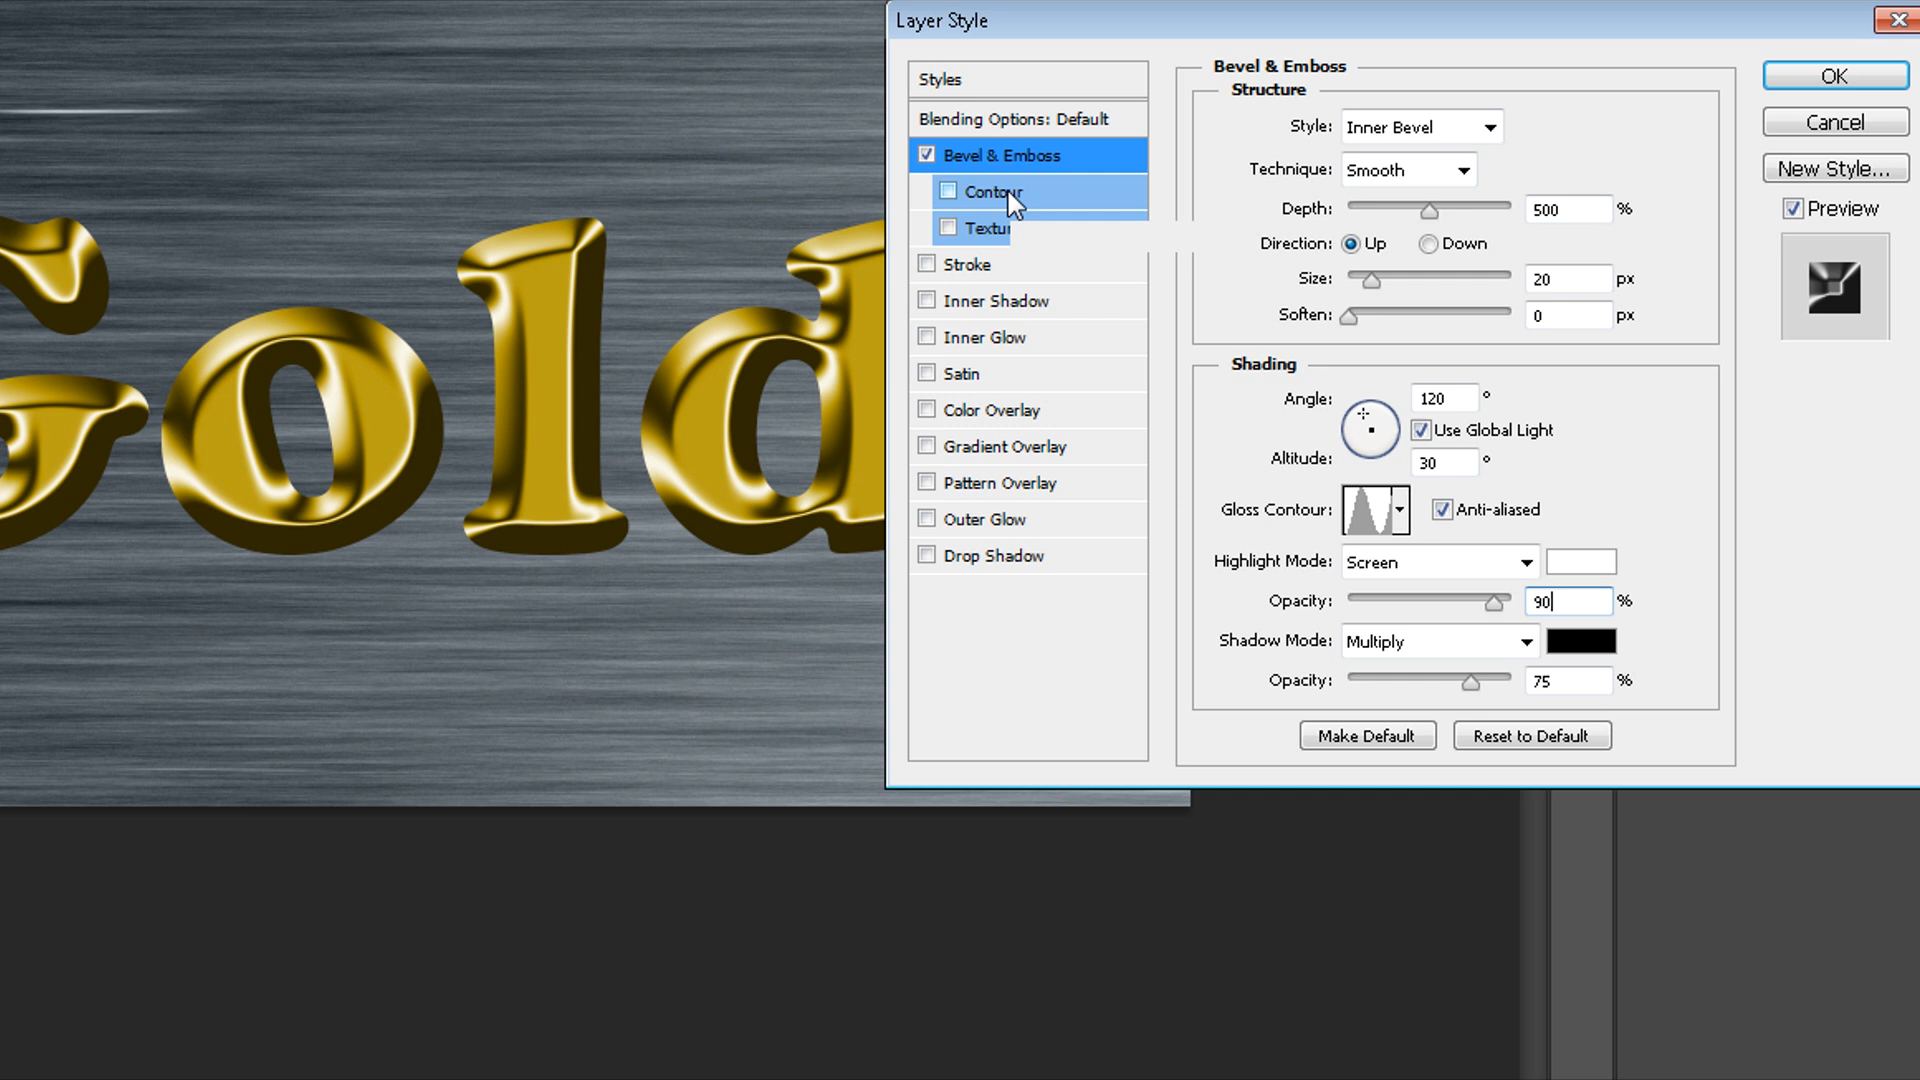 Layer Style
Styles
Blending Options: Default
Bevel & Emboss
Contour
Textur
Stroke
Inner Shadow
Inner Glow
Satin
Color Overlay
Gradient Overlay
Pattern Overlay
Outer Glow
Drop Shadow
Bevel & Emboss
Structure
Style: Inner Bevel
Technique: Smooth
Depth: 500 %
Direction: Up Down
Size: 20 px
Soften: 0 px
Shading
Angle: 120 °
Use Global Light
Altitude: 30 °
Gloss Contour: Anti-aliased
Highlight Mode: Screen
Opacity: 90 %
Shadow Mode: Multiply
Opacity: 75 %
Make Default Reset to Default
OK
Cancel
New Style...
Preview
Gold